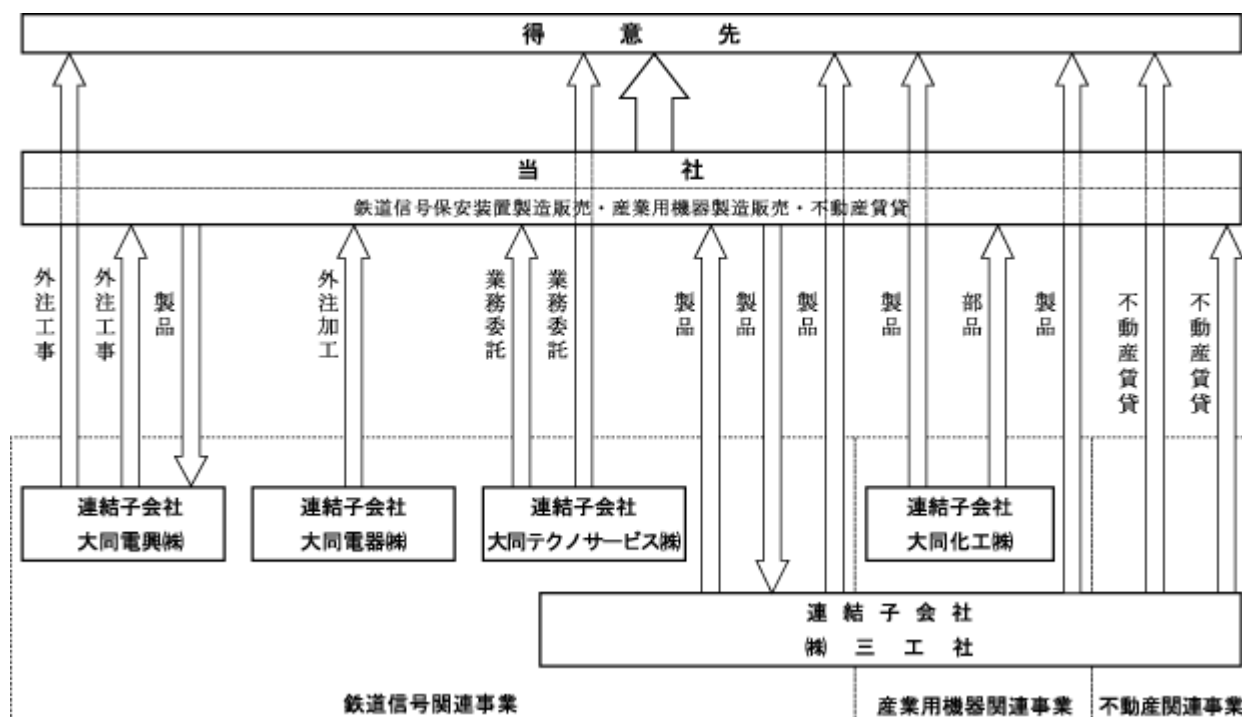 得意先
当社
鉄道信号保安装置製造販売・産業用機器製造販売・不動産賃貸
外注工事
外注工事
製品
外注加工
業務委託
業務委託
製品
製品
製品
製品
部品
製品
不動産賃貸
不動産賃貸
連結子会社
大同電興㈱
連結子会社
大同電器㈱
連結子会社
大同テクノサービス㈱
連結子会社
大同化工㈱
連結子会社
㈱三工社
鉄道信号関連事業
産業用機器関連事業
不動産関連事業